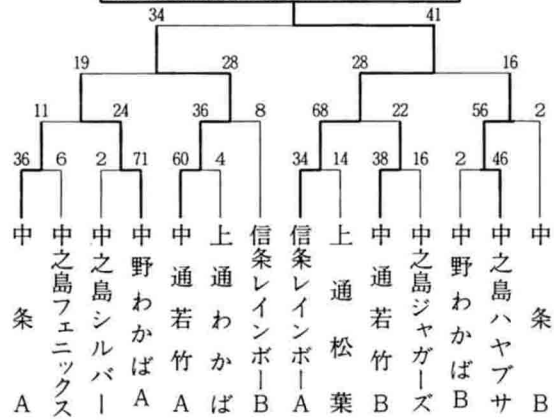 34 41
19 28 28 16
11 24 36 8 68 22 56 2
36 6 2 71 60 4 34 14 38 16 2 46
中条A
中之島フェニックス
中之島シルバー
中野わかばA
中通若竹A
上通わかば
信条レインボーB
信条レインボーA
上通松葉
中通若竹B
中之島ジャガーズ
中野わかばB
中之島ハヤブサ
中条B